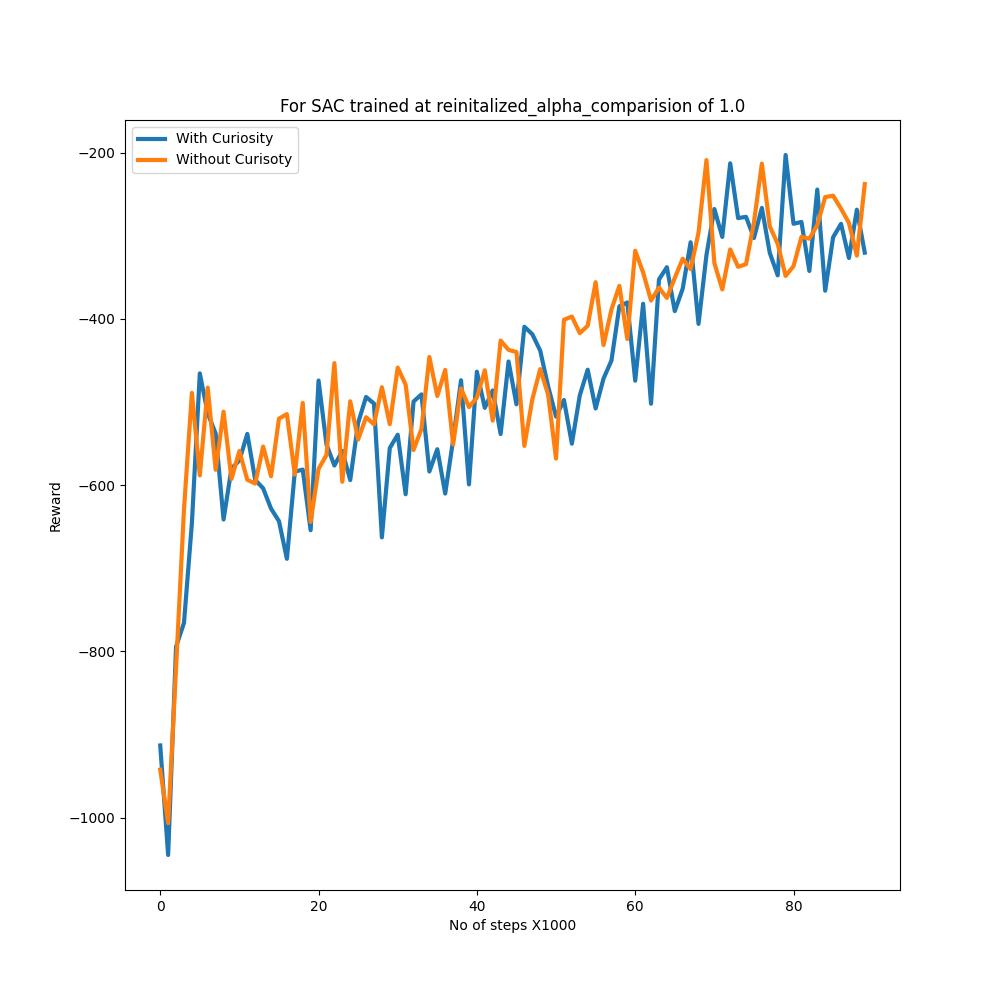 For SAC trained at reinitalized_alpha_comparision of 1.0
With Curiosity
Without Curisoty
−200
−400
−600
−800
−1000
Reward
0 20 40 60 80
No of steps X1000